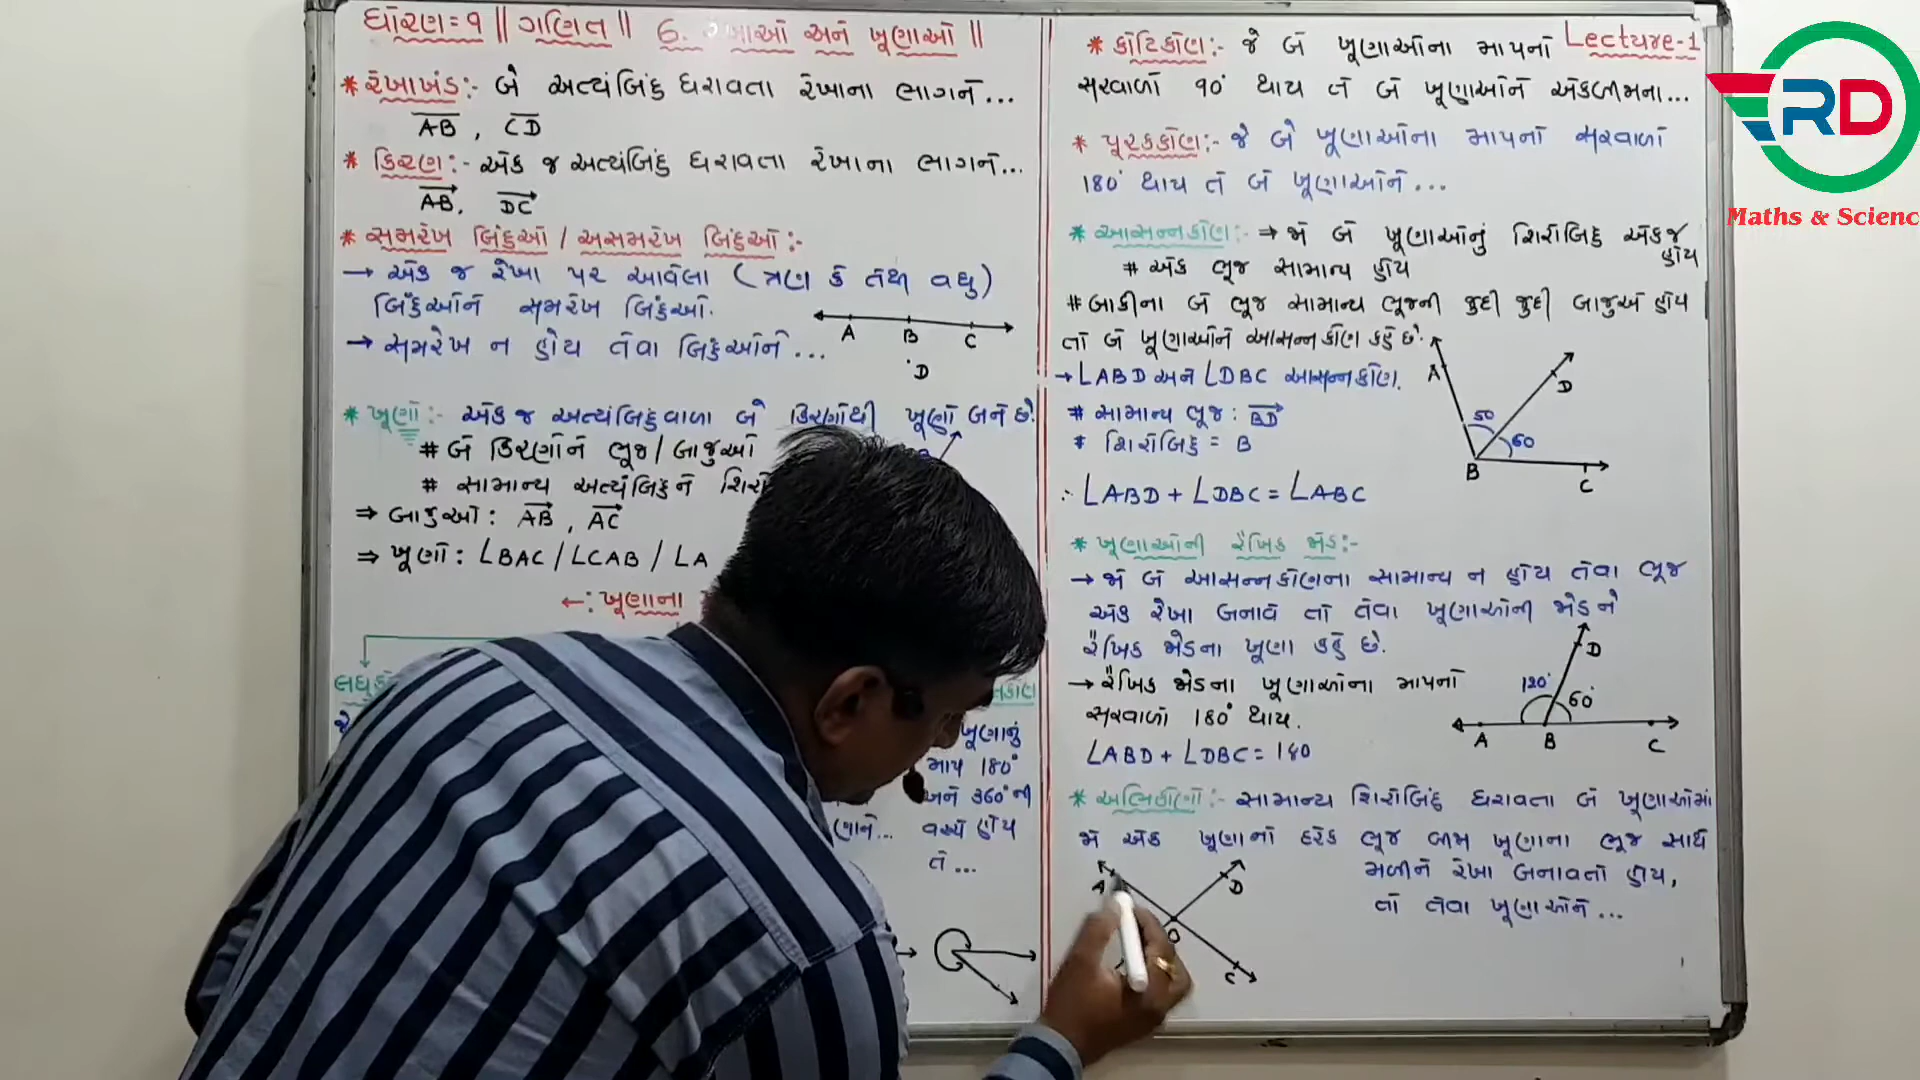 ધોરણ=૧ || ગણિત || 6. રેખાઓ અને ખૂણાઓ ||
* રેખાખંડ:- બે અંત્યબિંદુ ધરાવતા રેખાના ભાગને...
AB , CD
* કિરણ:- એક જ અંત્યબિંદુ ધરાવતા રેખાના ભાગને...
AB, DC
* સમરેખ બિંદુઓ / અસમરેખ બિંદુઓ:-
→ એક જ રેખા પર આવેલા (ત્રણ કે તેથી વધુ)
બિંદુઓને સમરેખ બિંદુઓ.
A B C
→ સમરેખ ન હોય તેવા બિંદુઓને...
D
* ખૂણો:- એક જ અંત્યબિંદુવાળા બે કિરણોથી ખૂણો બને છે.
# બે કિરણોને ભૂજ/બાજુઓ
# સામાન્ય અંત્યબિંદુને
⇒ બાજુઓ: AB , AC
⇒ ખૂણો: ∠BAC / ∠CAB / ∠A
←: ખૂણાના
ખૂણાનું
માપ 180°
અને 360° ની
વચ્ચે હોય
તે...
Lecture-1
* કોટિકોણ:- જે બે ખૂણાઓના માપનો
સરવાળો ૧૦° થાય તે બે ખૂણાઓને એકબીજાના...
* પૂરકકોણ:- જે બે ખૂણાઓના માપનો સરવાળો
180° થાય તે બે ખૂણાઓને...
* આસન્નકોણ:- ⇒ જો બે ખૂણાઓનું શિરોબિંદુ એક જ હોય
# એક ભૂજ સામાન્ય હોય
# બાકીના બે ભૂજ સામાન્ય ભૂજની જુદી જુદી બાજુએ હોય
તો બે ખૂણાઓને આસન્નકોણ કહે છે.
→ ∠ABD અને ∠DBC આસન્નકોણ.
# સામાન્ય ભૂજ: BD
* શિરોબિંદુ = B
∴ ∠ABD + ∠DBC = ∠ABC
A D 50 60 B C
* ખૂણાઓની રૈખિક જોડ:-
→ જો બે આસન્નકોણના સામાન્ય ન હોય તેવા ભૂજ
એક રેખા બનાવે તો તેવા ખૂણાઓની જોડને
રૈખિક જોડના ખૂણા કહે છે.
→ રૈખિક જોડના ખૂણાઓના માપનો
સરવાળો 180° થાય.
∠ABD + ∠DBC = 180
D 120° 60° A B C
* અભિકોણો:- સામાન્ય શિરોબિંદુ ધરાવતા બે ખૂણાઓમાં
જો એક ખૂણાનો દરેક ભૂજ બીજા ખૂણાના ભૂજ સાથે
મળીને રેખા બનાવતો હોય,
તો તેવા ખૂણાઓને...
A D O C
RD
Maths & Scienc